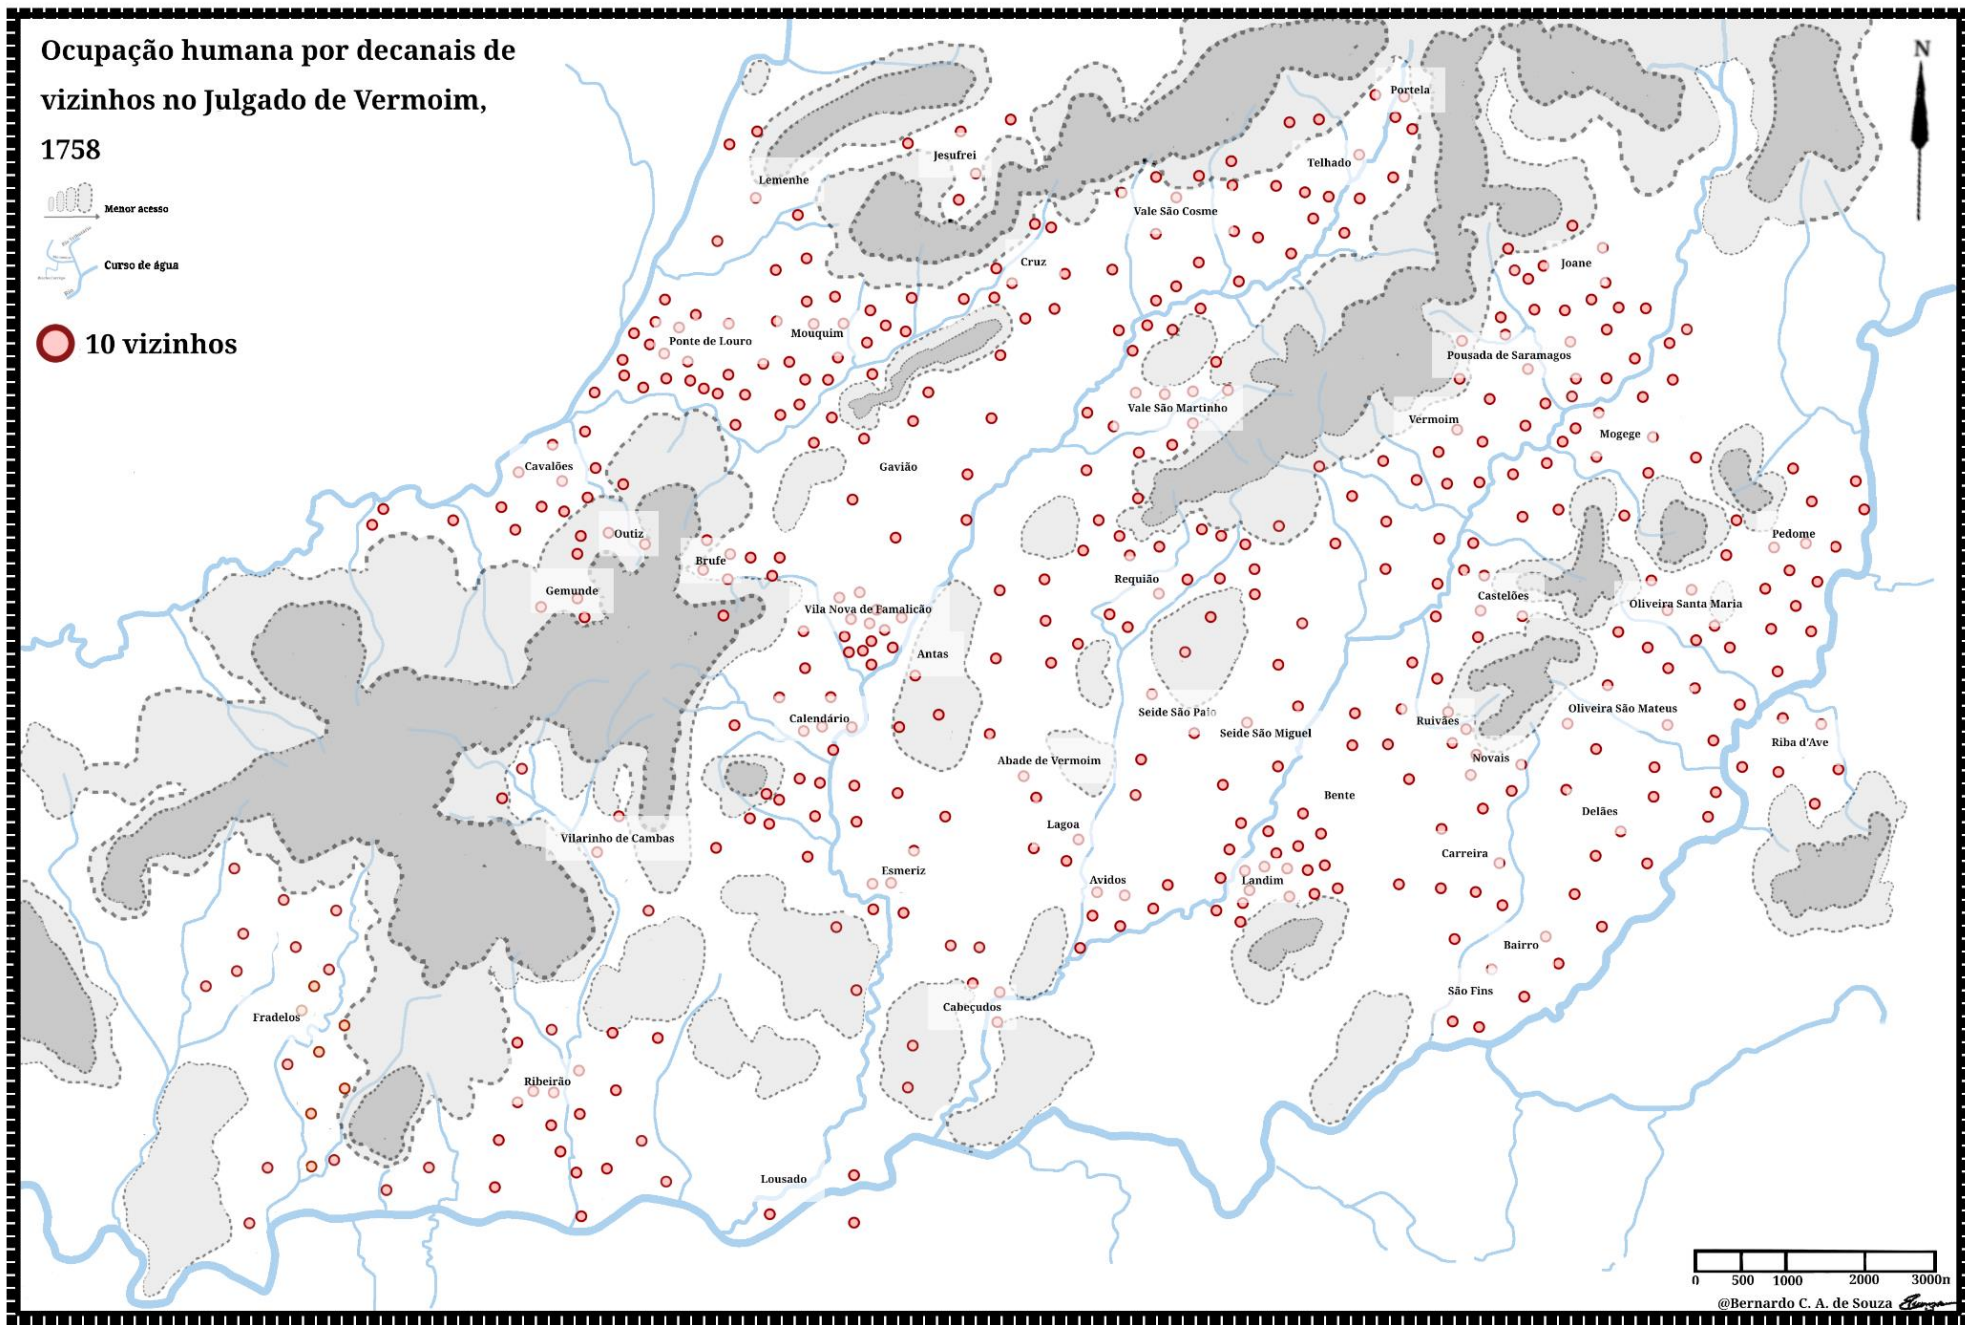 Ocupação humana por decanais de
vizinhos no Julgado de Vermoim,
1758
N
Menor acesso
Curso de água
10 vizinhos
Portela
Jesufrei
Telhado
Lemenhe
Vale São Cosme
Cruz
Joane
Mouquim
Ponte de Louro
Pousada de Saramagos
Vale São Martinho
Vermoim
Mogege
Cavalões
Gavião
Outiz
Pedome
Brufe
Requião
Gemunde
Castelões
Oliveira Santa Maria
Vila Nova de Famalicão
Antas
Seide São Paio
Oliveira São Mateus
Calendário
Ruivães
Seide São Miguel
Riba d'Ave
Abade de Vermoim
Novais
Bente
Delães
Lagoa
Vilarinho de Cambas
Carreira
Esmeriz
Avidos
Landim
Bairro
São Fins
Cabeçudos
Fradelos
Ribeirão
Lousado
0 500 1000 2000 3000n
@Bernardo C. A. de Souza